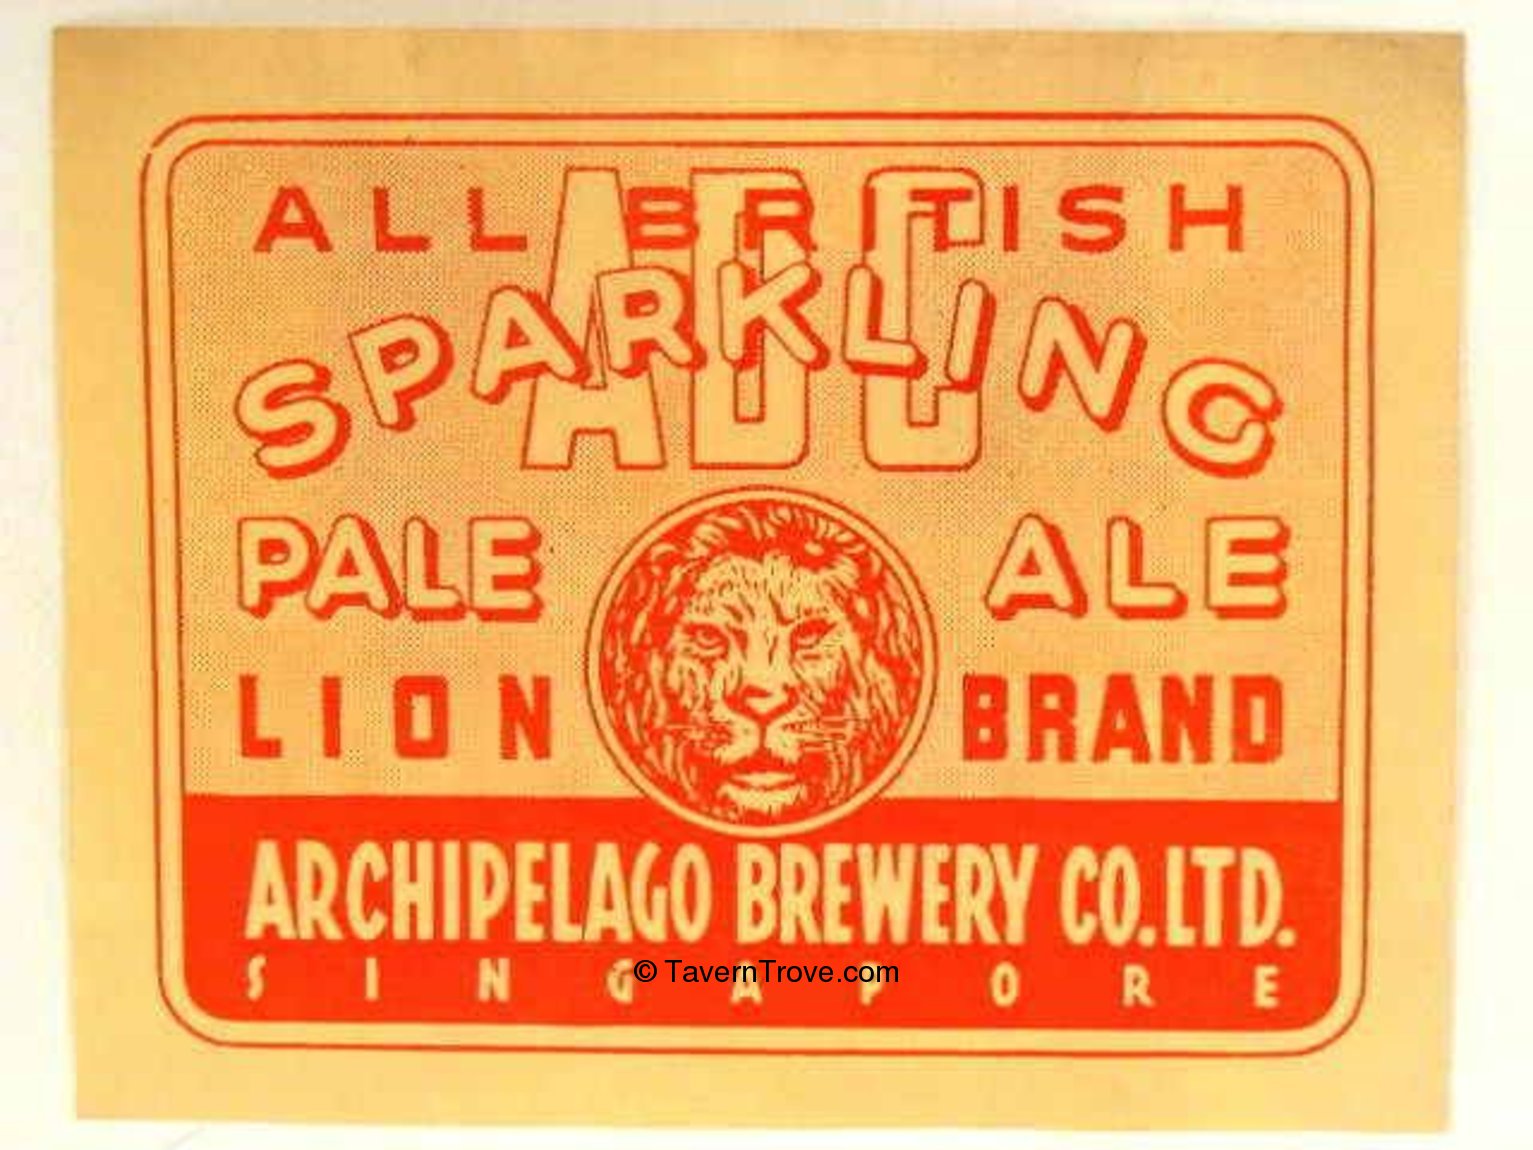 ALL BRITISH
ABC
SPARKLING
PALE ALE
LION BRAND
ARCHIPELAGO BREWERY CO. LTD.
SINGAPORE
© TavernTrove.com